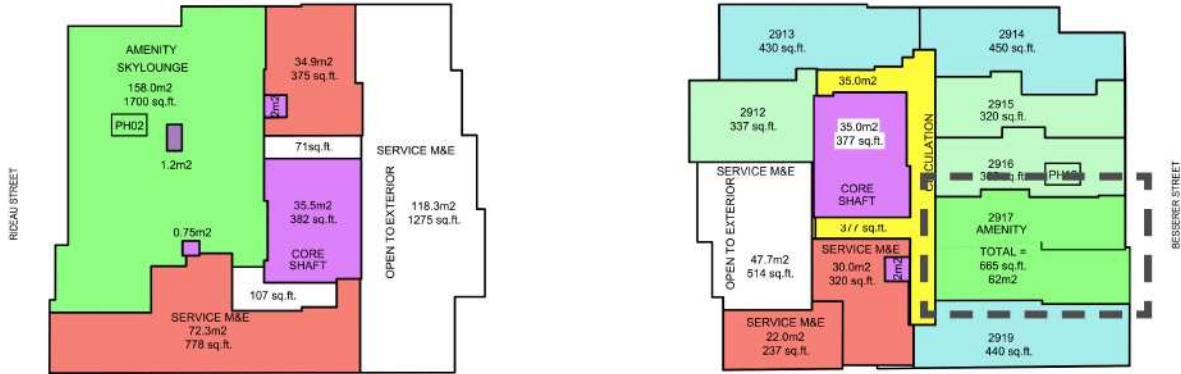 RIDEAU STREET
AMENITY
SKYLOUNGE
158.0m2
1700 sq.ft.
PH02
1.2m2
0.75m2
34.9m2
375 sq.ft.
2m2
71sq.ft.
35.5m2
382 sq.ft.
CORE
SHAFT
107 sq.ft.
SERVICE M&E
72.3m2
778 sq.ft.
SERVICE M&E
OPEN TO EXTERIOR
118.3m2
1275 sq.ft.
2913
430 sq.ft.
2914
450 sq.ft.
35.0m2
2912
337 sq.ft.
35.0m2
377 sq.ft.
CORE
SHAFT
2915
320 sq.ft.
2916
sq.ft.
SERVICE M&E
OPEN TO EXTERIOR
47.7m2
514 sq.ft.
377 sq.ft.
SERVICE M&E
30.0m2
320 sq.ft.
2m2
2917
AMENITY
TOTAL =
665 sq.ft.
62m2
SERVICE M&E
22.0m2
237 sq.ft.
2919
440 sq.ft.
BESSERER STREET